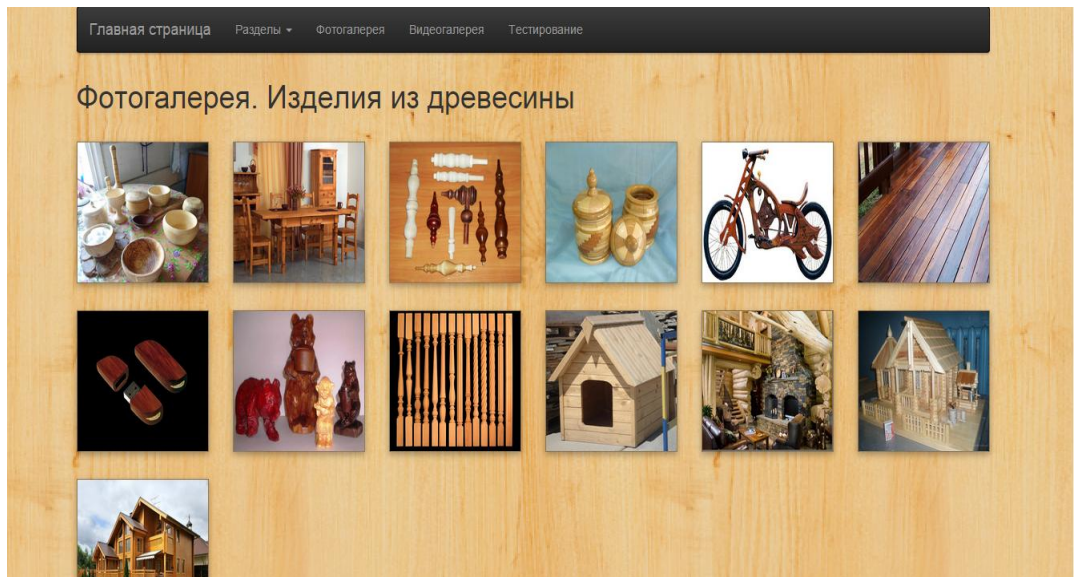 Главная страница Разделы Фотогалерея Видеогалерея Тестирование
Фотогалерея. Изделия из древесины